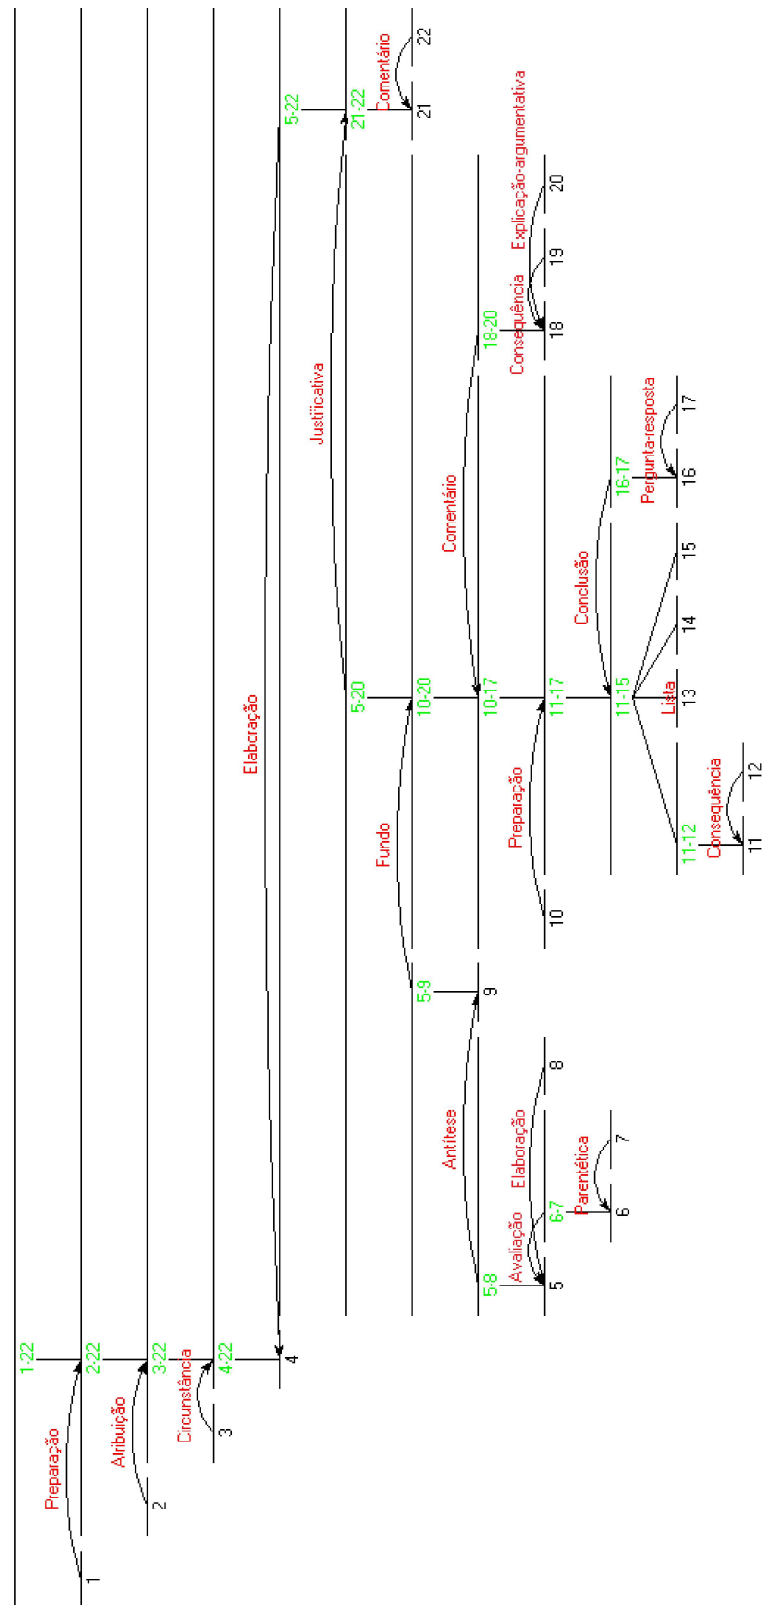 1-22
Preparação
1 2-22
Atribuição
2 3-22
Circunstância
3 4-22
Elaboração
4 5-22
Justificativa
5-20 21-22
Fundo Comentário
5-9 10-20 21 22
Antítese Comentário
5-8 9 10-17 18-20
Avaliação Elaboração Preparação Consequência Explicação-argumentativa
5 6-7 8 10 11-17 18 19 20
Parentética Conclusão
6 7 11-15 16-17
Lista Pergunta-resposta
11-12 13 14 15 16 17
Consequência
11 12